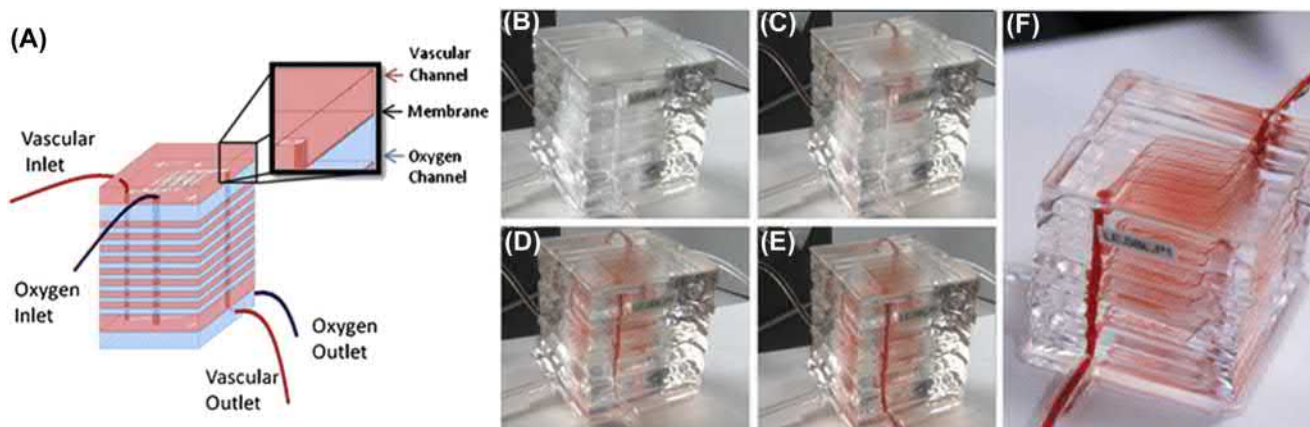 (A)
Vascular
Channel
Membrane
Oxygen
Channel
Vascular
Inlet
Oxygen
Inlet
Oxygen
Outlet
Vascular
Outlet
(B)
(C)
(D)
(E)
(F)